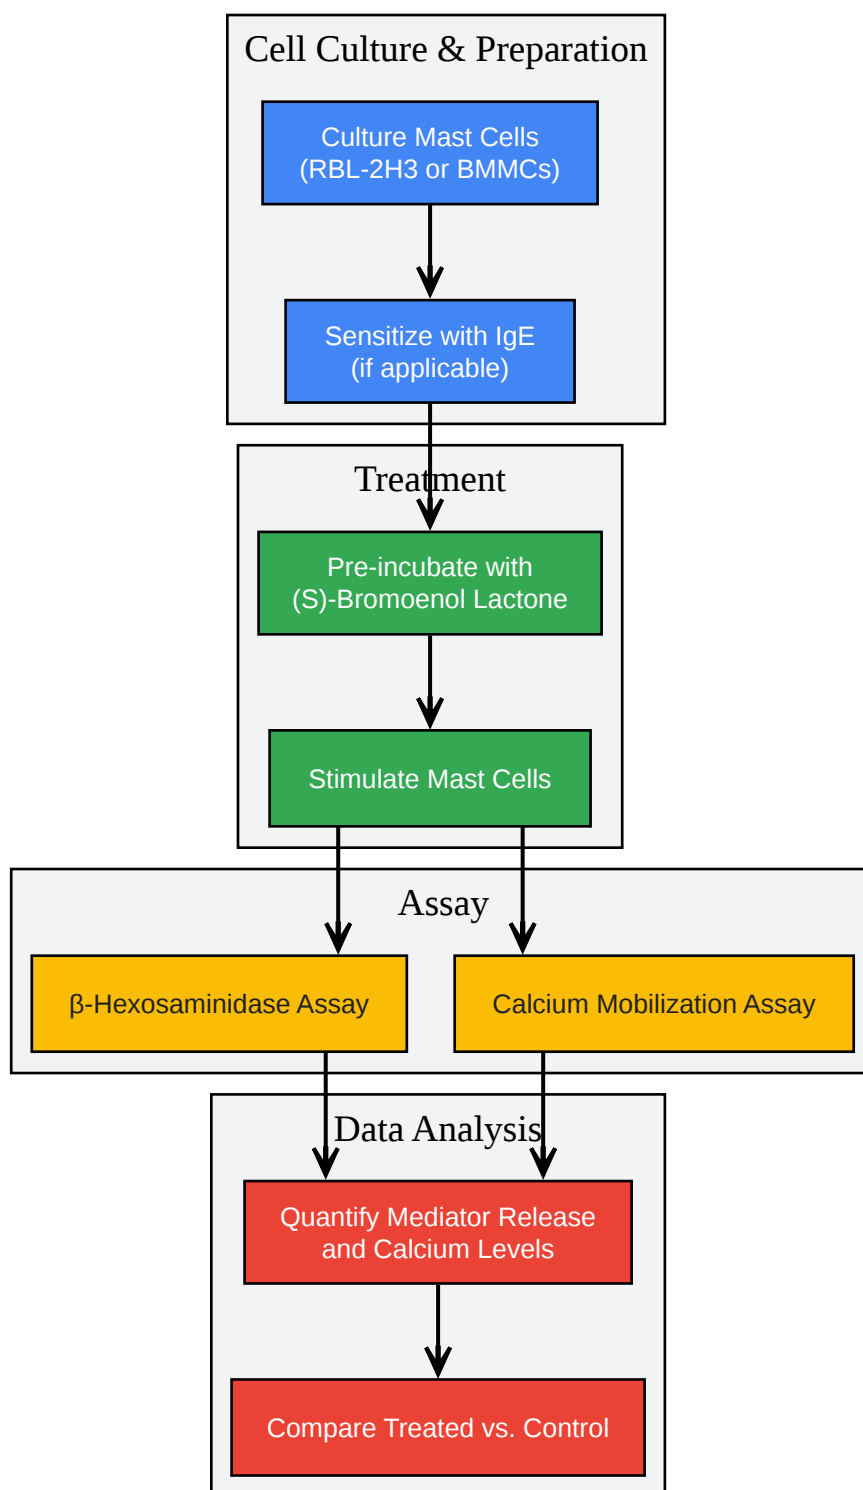 Cell Culture & Preparation
Culture Mast Cells
(RBL-2H3 or BMMCs)
Sensitize with IgE
(if applicable)
Treatment
Pre-incubate with
(S)-Bromoenol Lactone
Stimulate Mast Cells
Assay
β-Hexosaminidase Assay
Calcium Mobilization Assay
Data Analysis
Quantify Mediator Release
and Calcium Levels
Compare Treated vs. Control